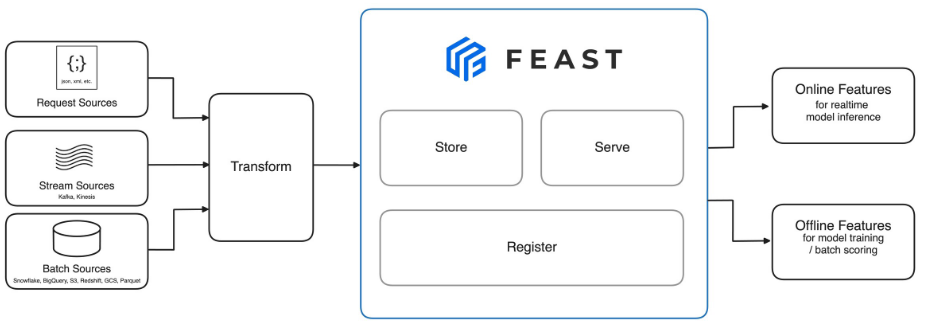 {;}
json, xml, etc.
Request Sources
Stream Sources
Kafka, Kinesis
Batch Sources
Snowflake, BigQuery, S3, Redshift, GCS, Parquet
Transform
FEAST
Store
Serve
Register
Online Features
for realtime
model inference
Offline Features
for model training
/ batch scoring